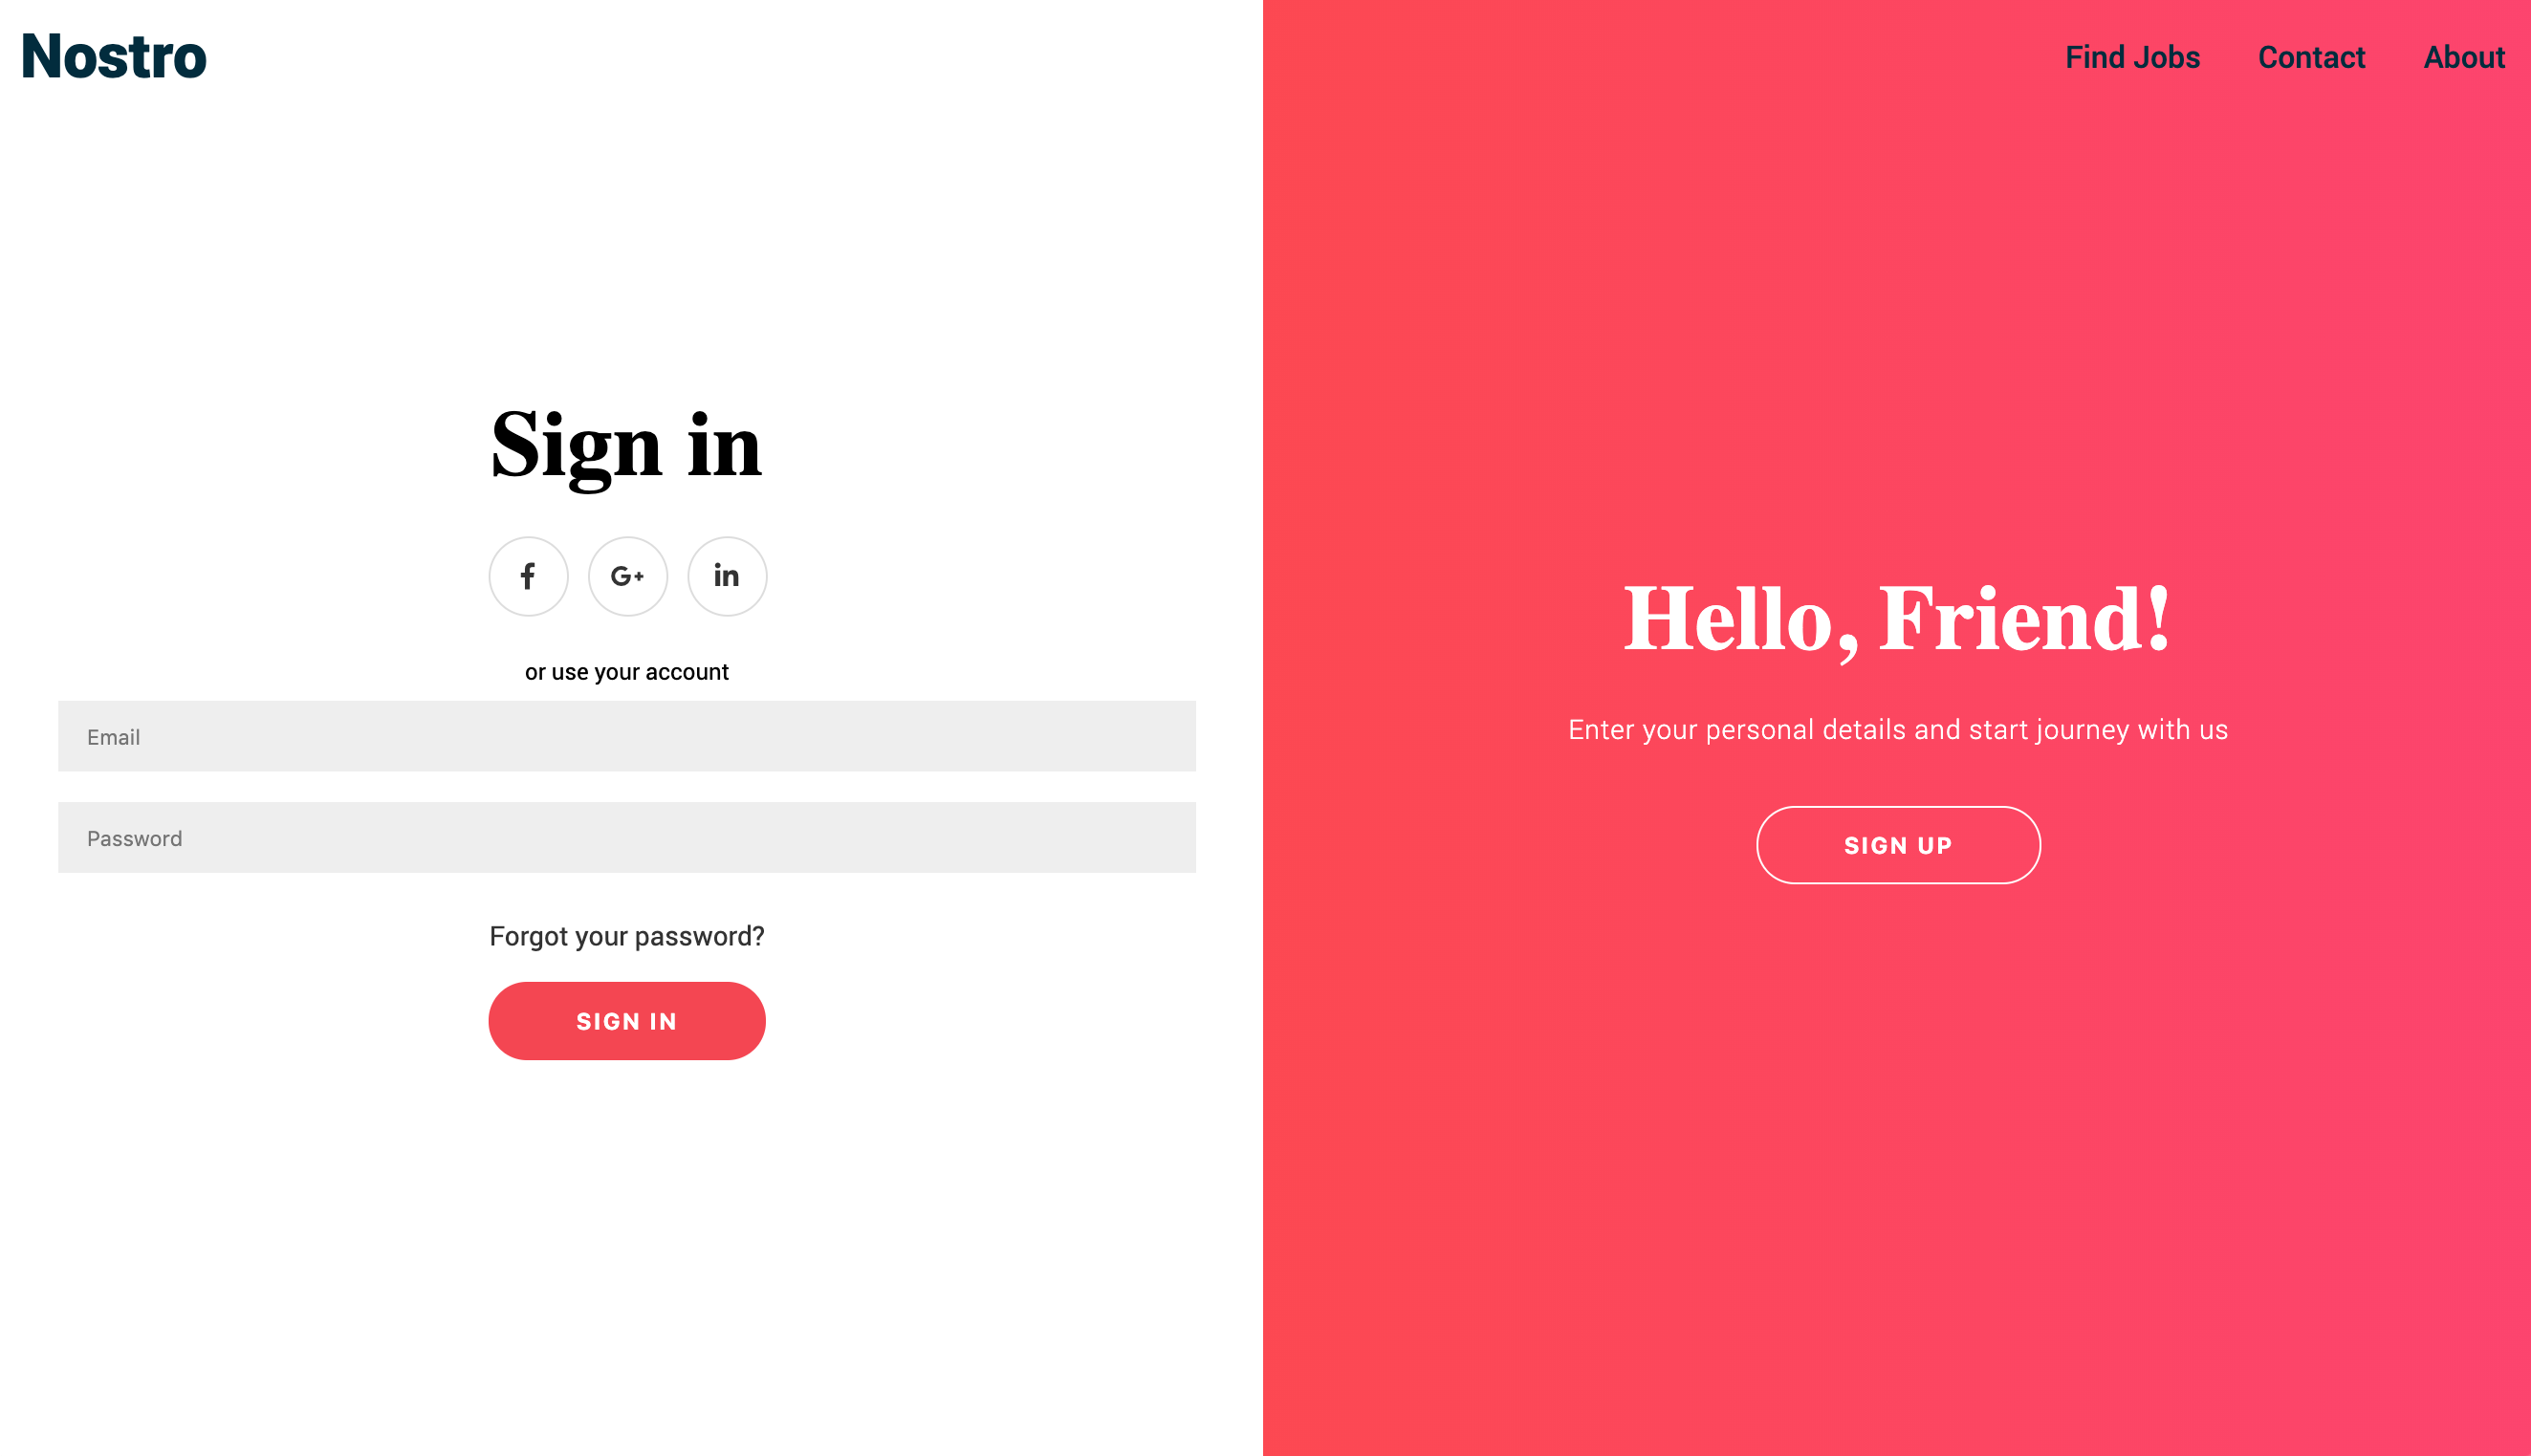 Nostro
Find Jobs
Contact
About
Sign in
f
G+
in
or use your account
Email
Password
Forgot your password?
SIGN IN
Hello, Friend!
Enter your personal details and start journey with us
SIGN UP